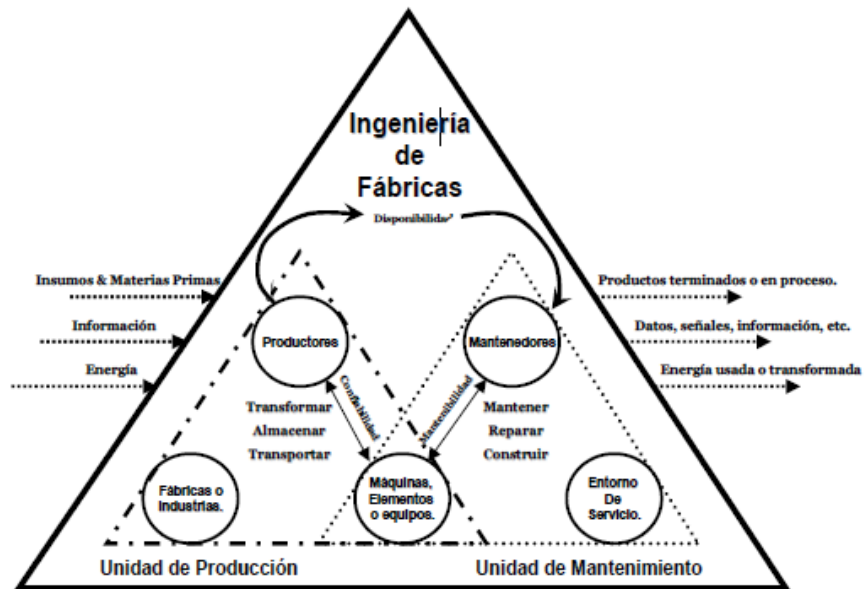 Ingeniería
de
Fábricas
Disponibilidad
Insumos & Materias Primas
Información
Energía
Productos terminados o en proceso.
Datos, señales, información, etc.
Energía usada o transformada
Productores
Mantenedores
Confiabilidad
Mantenibilidad
Transformar
Almacenar
Transportar
Mantener
Reparar
Construir
Fábricas o
Industrias.
Máquinas,
Elementos
o equipos.
Entorno
De
Servicio.
Unidad de Producción
Unidad de Mantenimiento